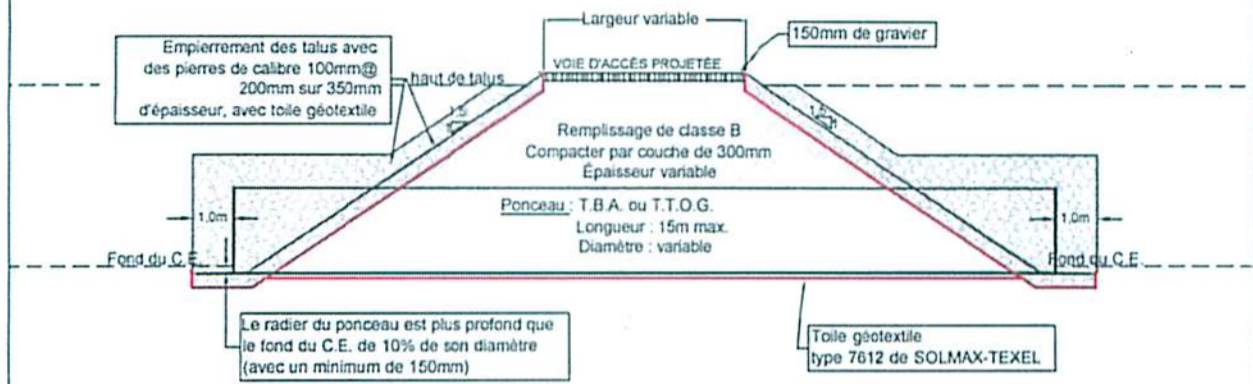 Largeur variable
150mm de gravier
Empierrement des talus avec
des pierres de calibre 100mm@
200mm sur 350mm
d'épaisseur, avec toile géotextile
haut de talus
VOIE D'ACCÈS PROJETÉE
1,5
1
1,5
1
Remplissage de classe B
Compacter par couche de 300mm
Épaisseur variable
Ponceau : T.B.A. ou T.T.O.G.
Longueur : 15m max.
Diamètre : variable
1,0m
1,0m
Fond du C.E.
Fond du C.E.
Le radier du ponceau est plus profond que
le fond du C.E. de 10% de son diamètre
(avec un minimum de 150mm)
Toile géotextile
type 7612 de SOLMAX-TEXEL